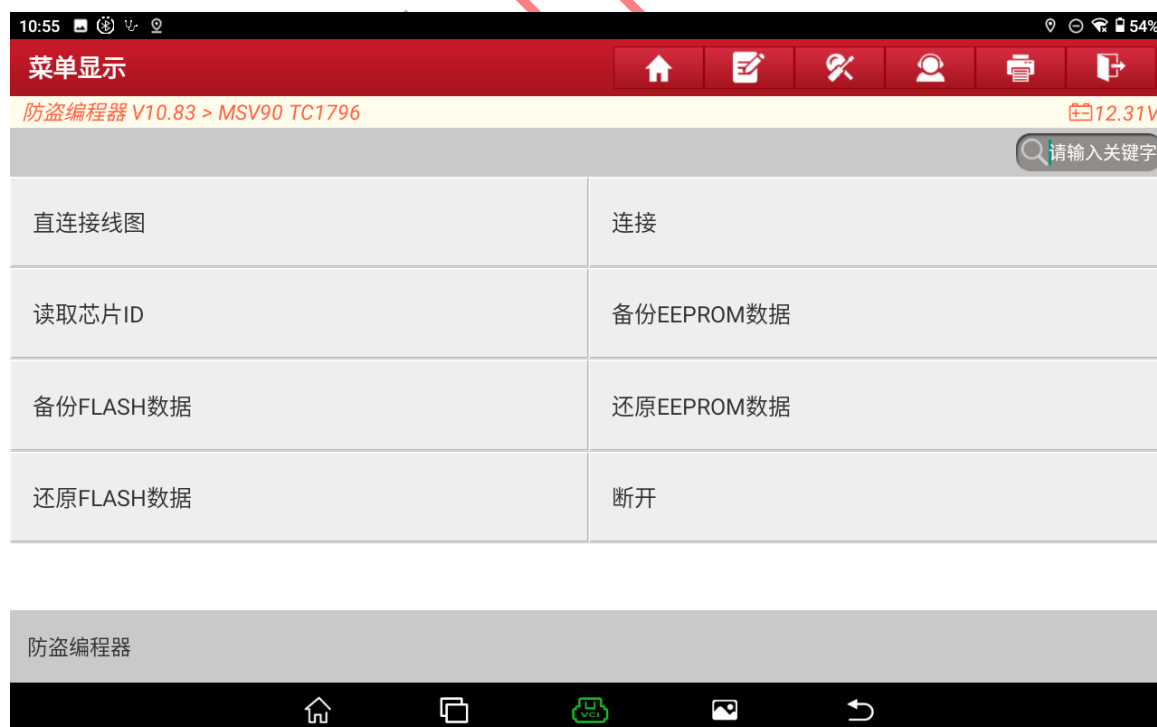 10:55 54%
菜单显示
防盗编程器 V10.83 > MSV90 TC1796 12.31V
请输入关键字
直连接线图 连接
读取芯片ID 备份EEPROM数据
备份FLASH数据 还原EEPROM数据
还原FLASH数据 断开
防盗编程器
VCI